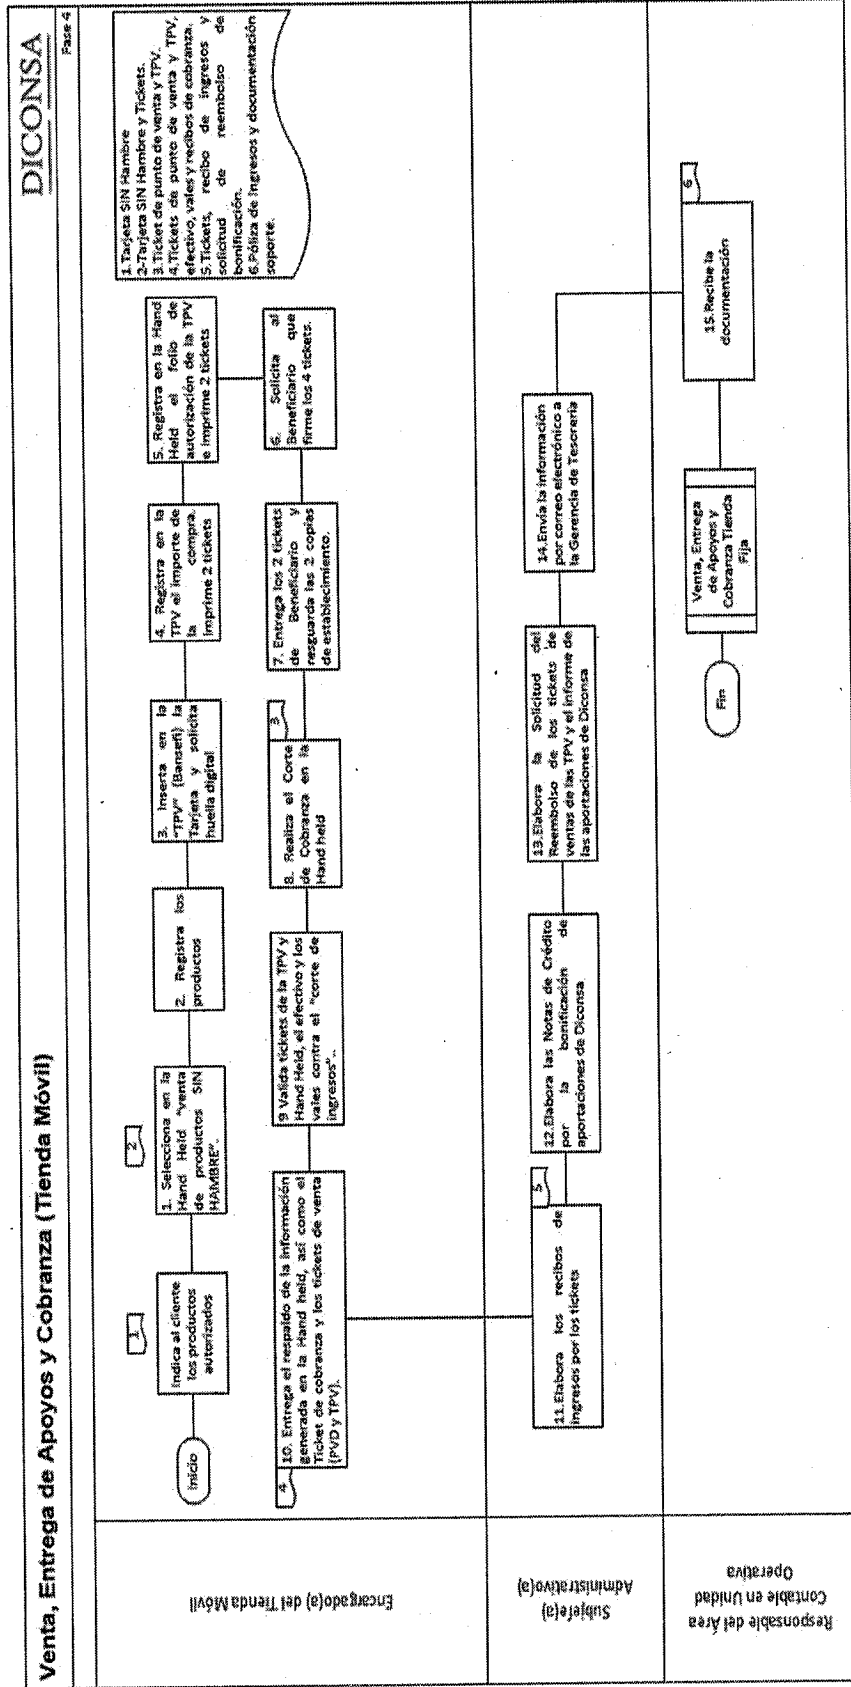 Venta, Entrega de Apoyos y Cobranza (Tienda Móvil)
DICONSA
Fase 4
Encargado(a) del Tienda Móvil
Inicio
1
Indica al cliente
los productos
autorizados
2
1. Selecciona en la
Hand Held "venta
de productos SIN
HAMBRE".
2. Registra los
productos
3. Inserta en la
"TPV" (Bansefi) la
Tarjeta y solicita
huella digital
4. Registra en la
TPV el importe de
la compra.
Imprime 2 tickets
5. Registra en la Hand
Held el folio de
autorización de la TPV
e imprime 2 tickets
6. Solicita al
Beneficiario que
firme los 4 tickets.
7. Entrega los 2 tickets
de Beneficiario y
resguarda las 2 copias
de establecimiento.
3
8. Realiza el Corte
de Cobranza en la
Hand held
9 Valida tickets de la TPV y
Hand Held, el efectivo y los
vales contra el "corte de
ingresos"..
4
10. Entrega el respaldo de la información
generada en la Hand held, así como el
Ticket de cobranza y los tickets de venta
(PVD y TPV).
1.Tarjeta SIN Hambre
2-Tarjeta SIN Hambre y Tickets.
3.Ticket de punto de venta y TPV.
4.Tickets de punto de venta y TPV,
efectivo, vales y recibos de cobranza.
5.Tickets, recibo de ingresos y
solicitud de reembolso de
bonificación.
6.Póliza de ingresos y documentación
soporte.
Subjefe(a)
Administrativo(a)
11.Elabora los recibos de
ingresos por los tickets
5
12.Elabora las Notas de Crédito
por la bonificación de
aportaciones de Diconsa.
13.Elabora la Solicitud del
Reembolso de los tickets de
ventas de las TPV y el informe de
las aportaciones de Diconsa
14.Envía la información
por correo electrónico a
la Gerencia de Tesorería
Responsable del Área
Contable en Unidad
Operativa
6
15.Recibe la
documentación
Venta, Entrega
de Apoyos y
Cobranza Tienda
Fija
Fin